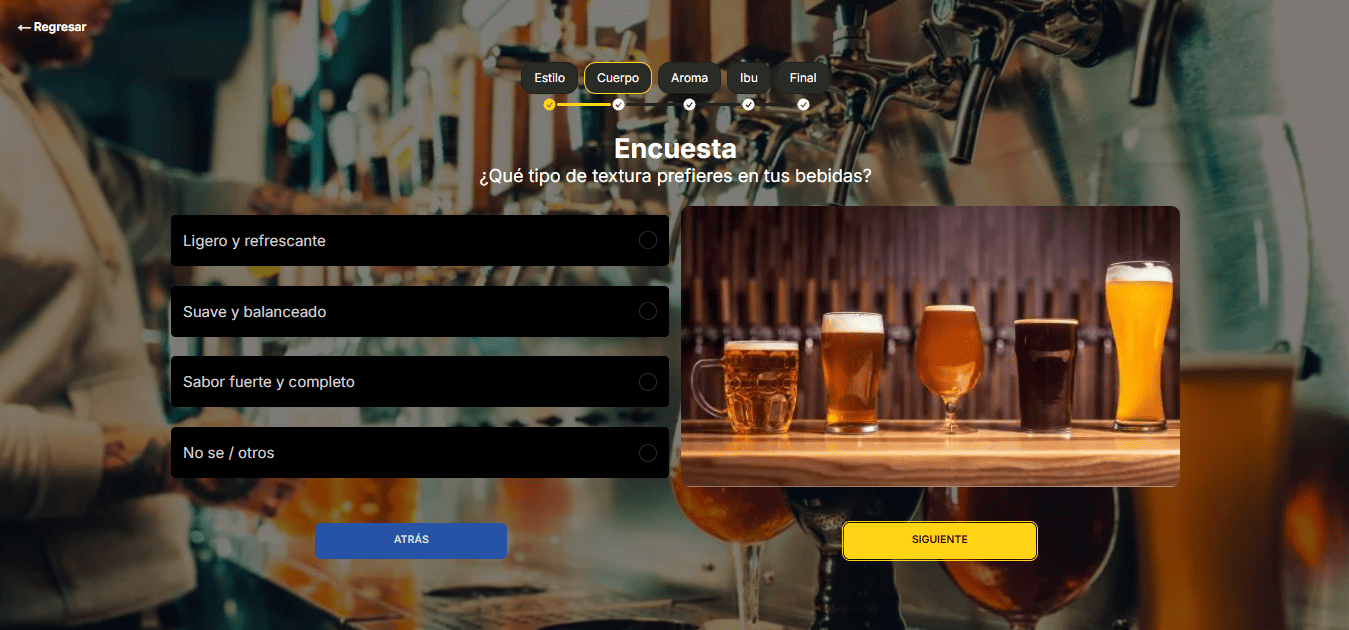 ← Regresar
Estilo Cuerpo Aroma Ibu Final
Encuesta
¿Qué tipo de textura prefieres en tus bebidas?
Ligero y refrescante
Suave y balanceado
Sabor fuerte y completo
No se / otros
ATRÁS SIGUIENTE